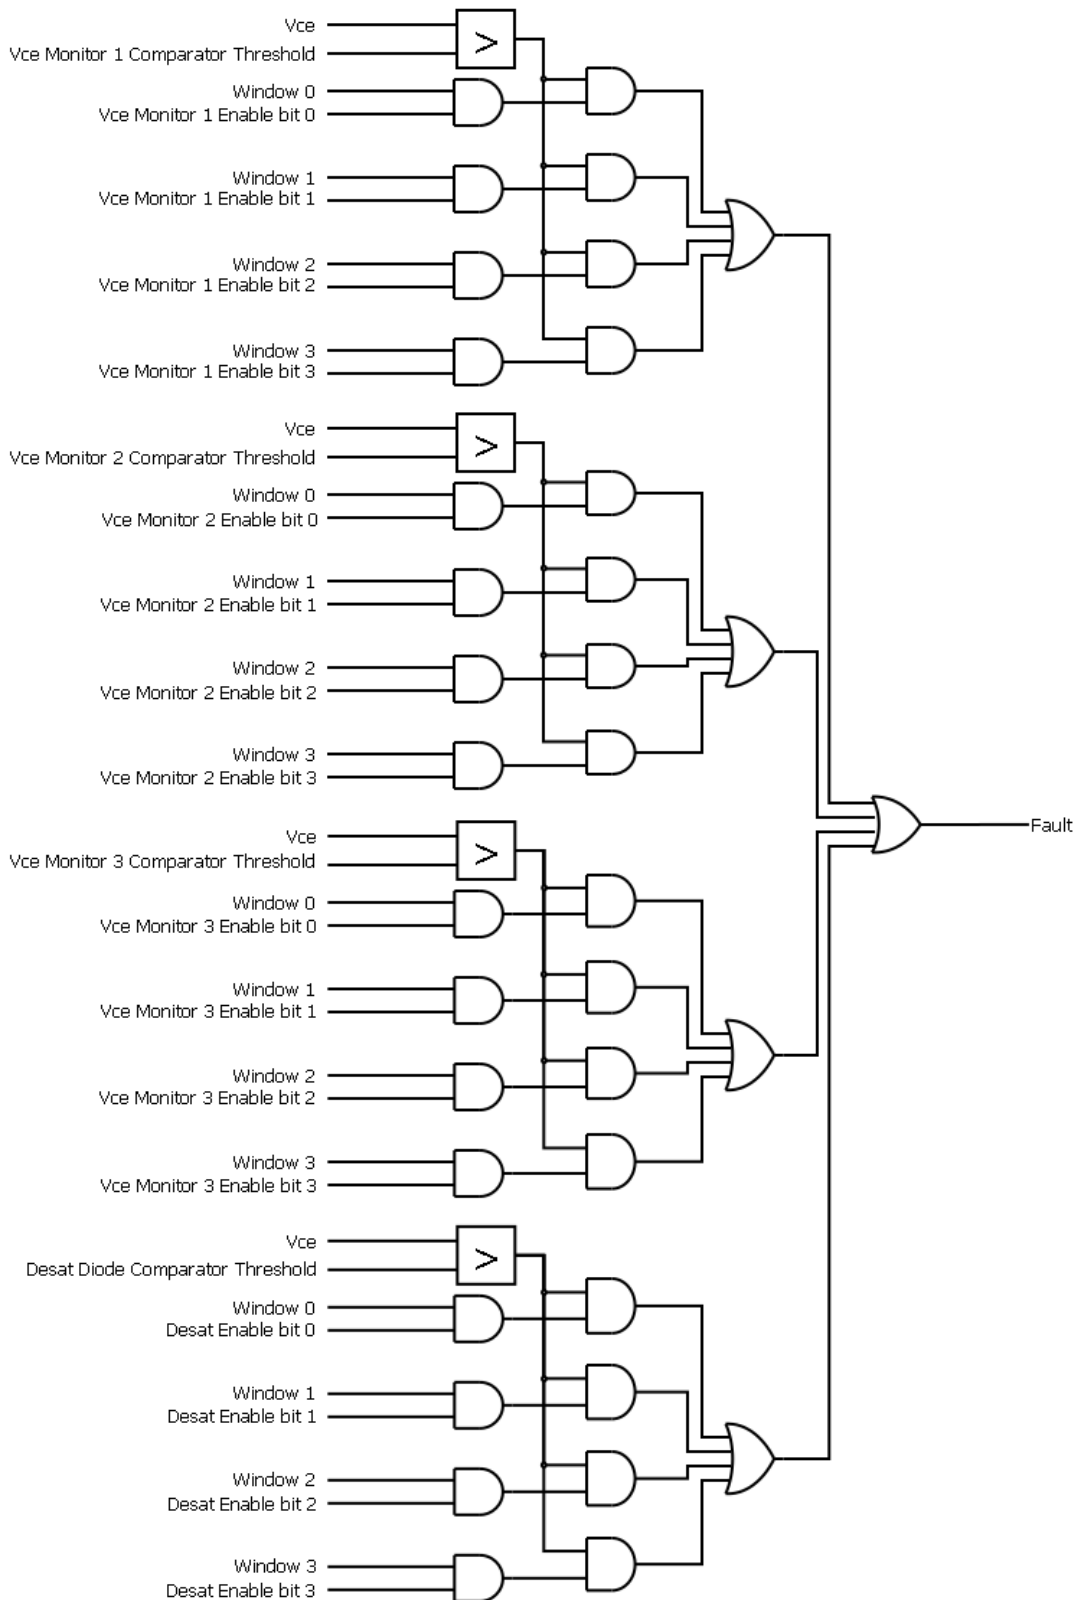 Vce
>
Vce Monitor 1 Comparator Threshold
Window 0
Vce Monitor 1 Enable bit 0
Window 1
Vce Monitor 1 Enable bit 1
Window 2
Vce Monitor 1 Enable bit 2
Window 3
Vce Monitor 1 Enable bit 3
Vce
>
Vce Monitor 2 Comparator Threshold
Window 0
Vce Monitor 2 Enable bit 0
Window 1
Vce Monitor 2 Enable bit 1
Window 2
Vce Monitor 2 Enable bit 2
Window 3
Vce Monitor 2 Enable bit 3
Fault
Vce
>
Vce Monitor 3 Comparator Threshold
Window 0
Vce Monitor 3 Enable bit 0
Window 1
Vce Monitor 3 Enable bit 1
Window 2
Vce Monitor 3 Enable bit 2
Window 3
Vce Monitor 3 Enable bit 3
Vce
>
Desat Diode Comparator Threshold
Window 0
Desat Enable bit 0
Window 1
Desat Enable bit 1
Window 2
Desat Enable bit 2
Window 3
Desat Enable bit 3